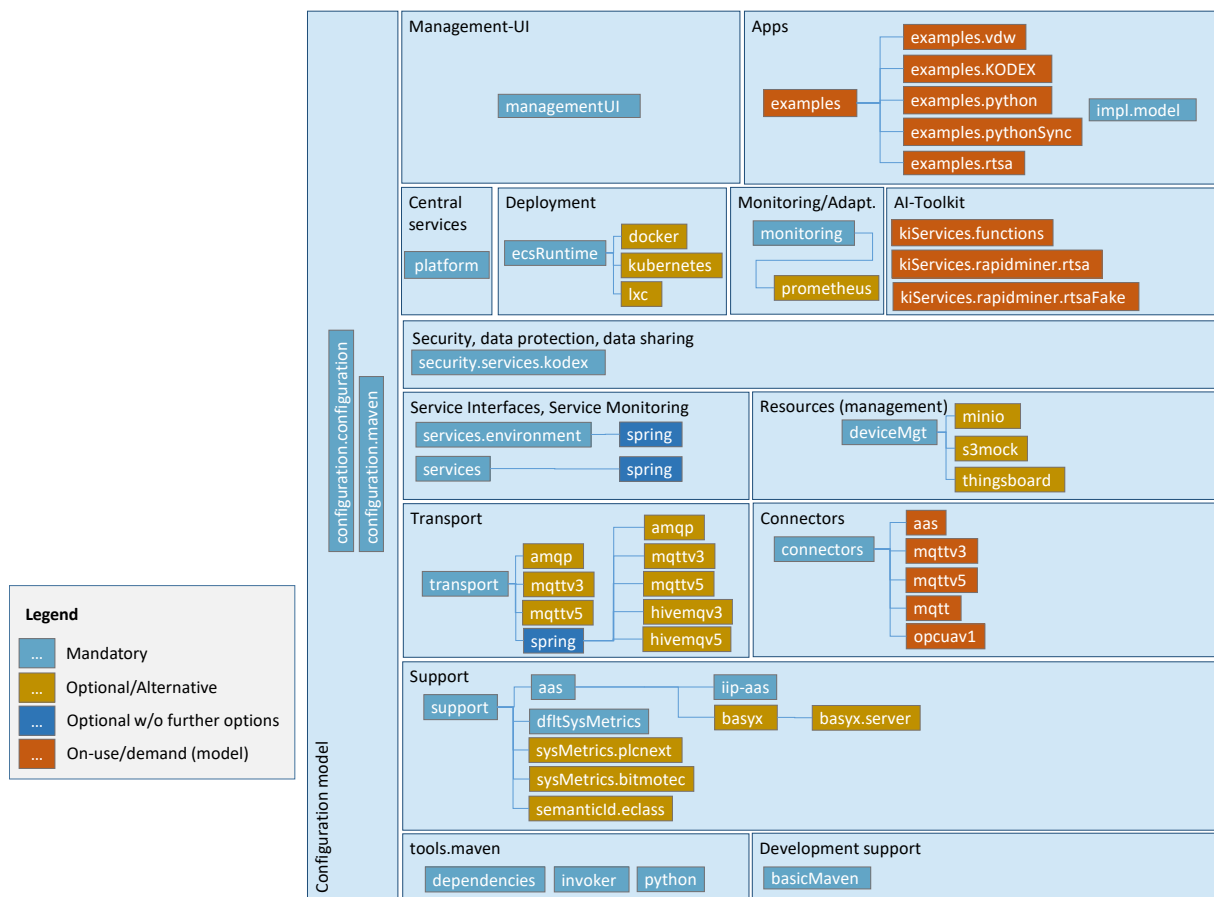 Management-UI
managementUI
Apps
examples
examples.vdw
examples.KODEX
examples.python
examples.pythonSync
examples.rtsa
impl.model
Central
services
platform
Deployment
ecsRuntime
docker
kubernetes
lxc
Monitoring/Adapt.
monitoring
prometheus
AI-Toolkit
kiServices.functions
kiServices.rapidminer.rtsa
kiServices.rapidminer.rtsaFake
Security, data protection, data sharing
security.services.kodex
configuration.configuration
configuration.maven
Configuration model
Service Interfaces, Service Monitoring
services.environment
spring
services
spring
Resources (management)
deviceMgt
minio
s3mock
thingsboard
Transport
transport
amqp
mqttv3
mqttv5
spring
amqp
mqttv3
mqttv5
hivemqv3
hivemqv5
Connectors
connectors
aas
mqttv3
mqttv5
mqtt
opcuav1
Support
support
aas
iip-aas
basyx
basyx.server
dfltSysMetrics
sysMetrics.plcnext
sysMetrics.bitmotec
semanticId.eclass
tools.maven
dependencies
invoker
python
Development support
basicMaven
Legend
... Mandatory
... Optional/Alternative
... Optional w/o further options
... On-use/demand (model)